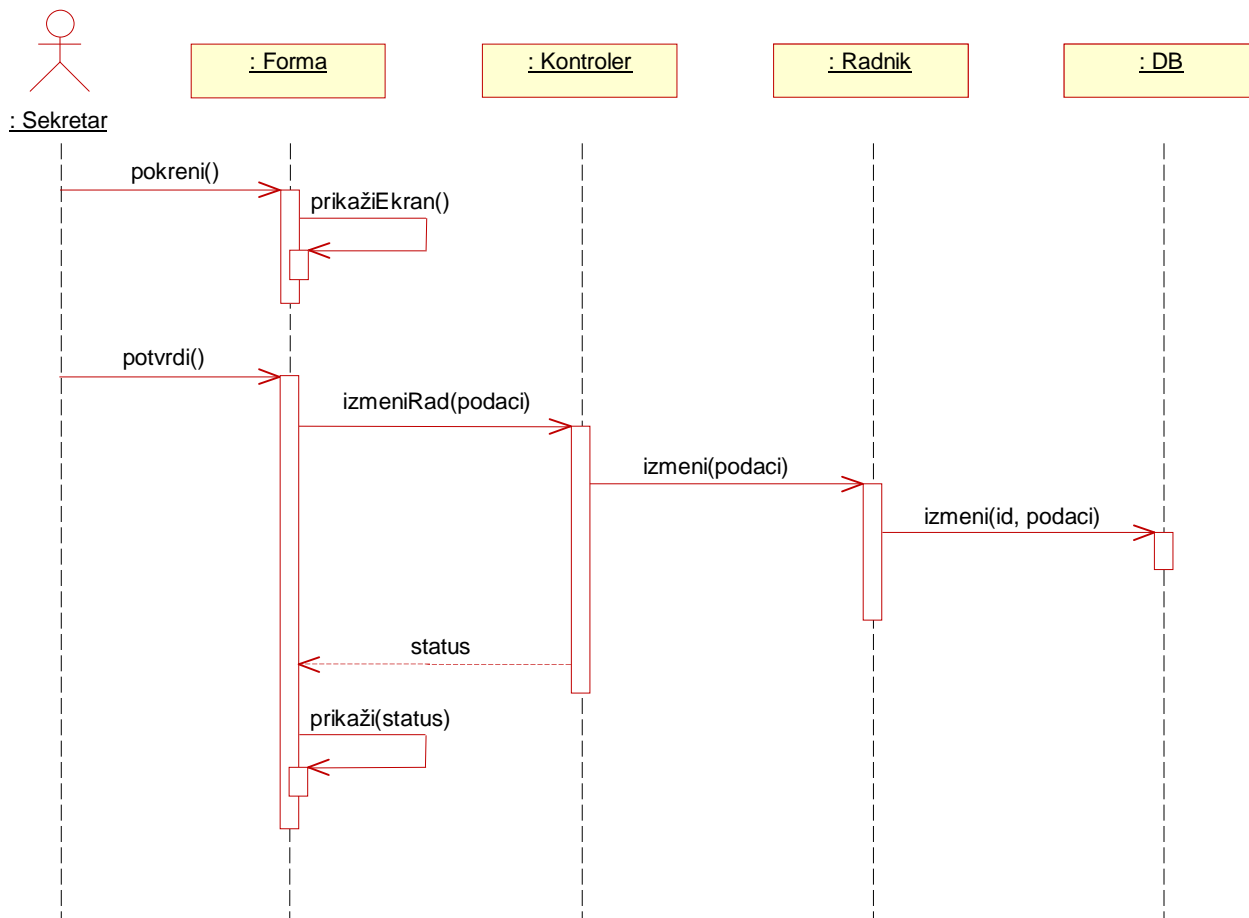 : Forma
: Kontroler
: Radnik
: DB
: Sekretar
pokreni()
prikažiEkran()
potvrdi()
izmeniRad(podaci)
izmeni(podaci)
izmeni(id, podaci)
status
prikaži(status)